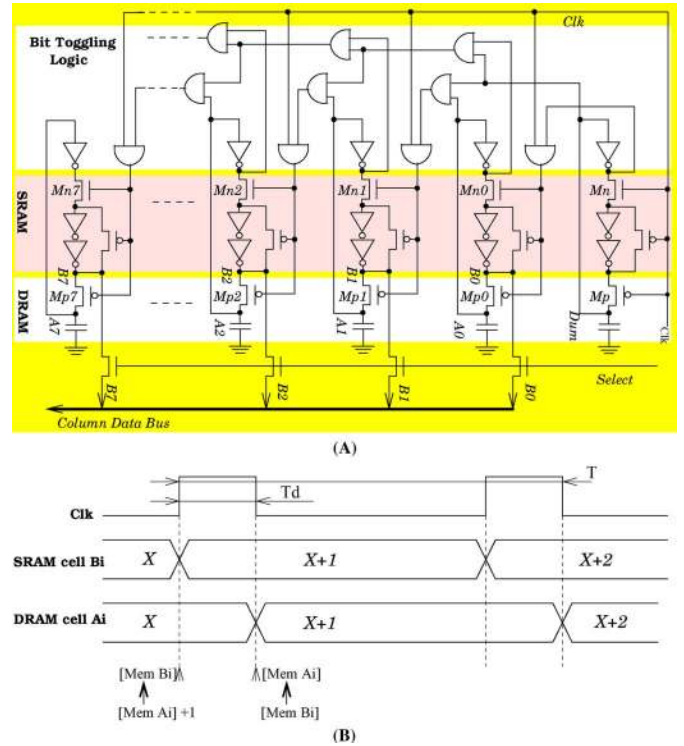 Clk
Bit Toggling
Logic
SRAM
Mn7
Mn2
Mn1
Mn0
Mn
B7
B2
B1
B0
DRAM
Mp7
Mp2
Mp1
Mp0
Mp
A7
A2
A1
A0
Dum
Clk
Select
B7
B2
B1
B0
Column Data Bus
(A)
T
Td
Clk
SRAM cell Bi
X
X+1
X+2
DRAM cell Ai
X
X+1
X+2
[Mem Bi]
[Mem Ai]
[Mem Ai] +1
[Mem Bi]
(B)